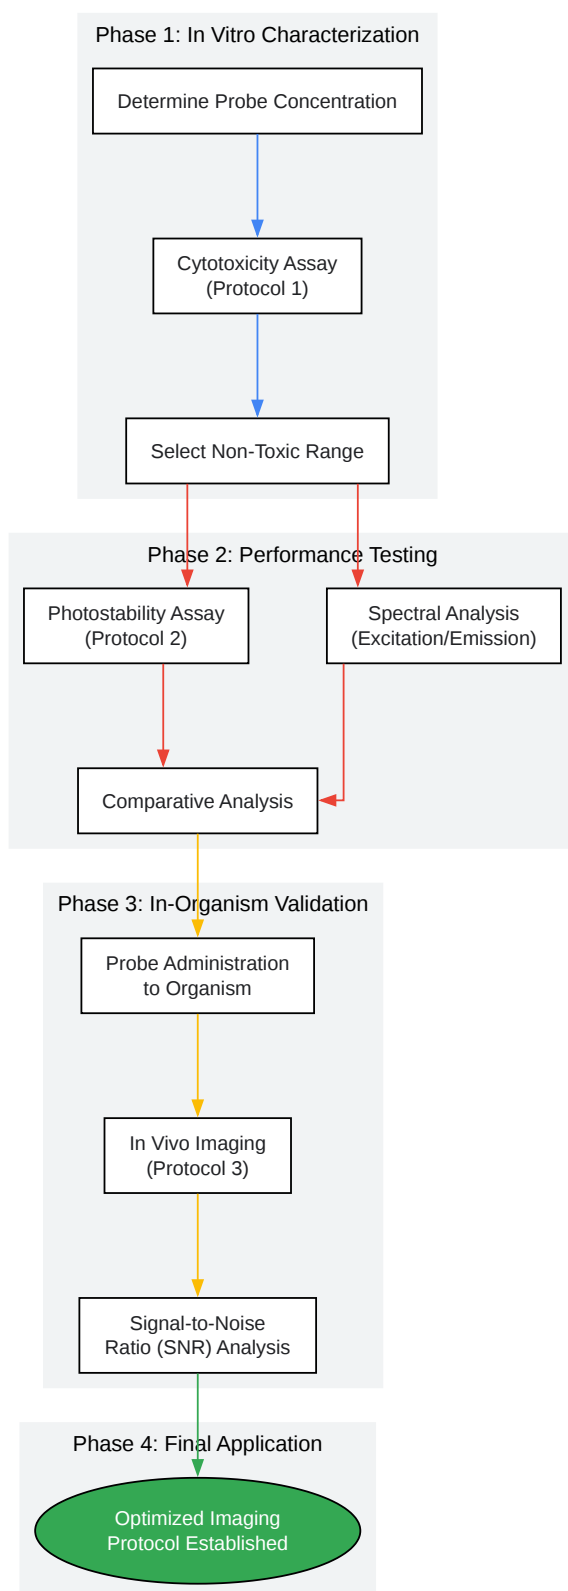 Phase 1: In Vitro Characterization
Determine Probe Concentration
Cytotoxicity Assay
(Protocol 1)
Select Non-Toxic Range
Phase 2: Performance Testing
Photostability Assay
(Protocol 2)
Spectral Analysis
(Excitation/Emission)
Comparative Analysis
Phase 3: In-Organism Validation
Probe Administration
to Organism
In Vivo Imaging
(Protocol 3)
Signal-to-Noise
Ratio (SNR) Analysis
Phase 4: Final Application
Optimized Imaging
Protocol Established